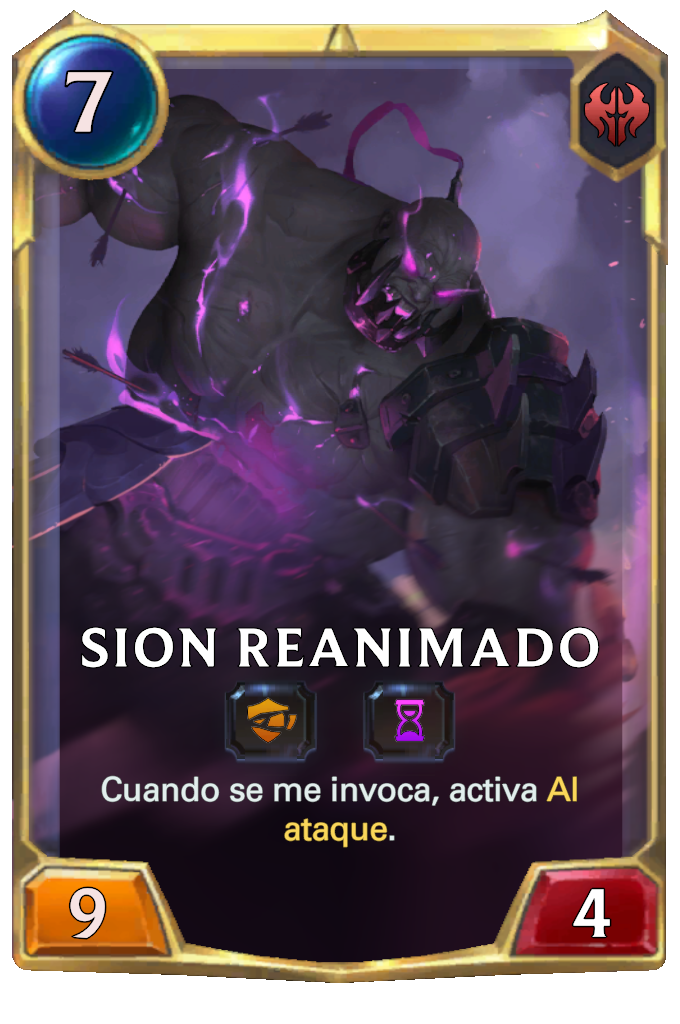 7
SION REANIMADO
Cuando se me invoca, activa Al
ataque.
9
4